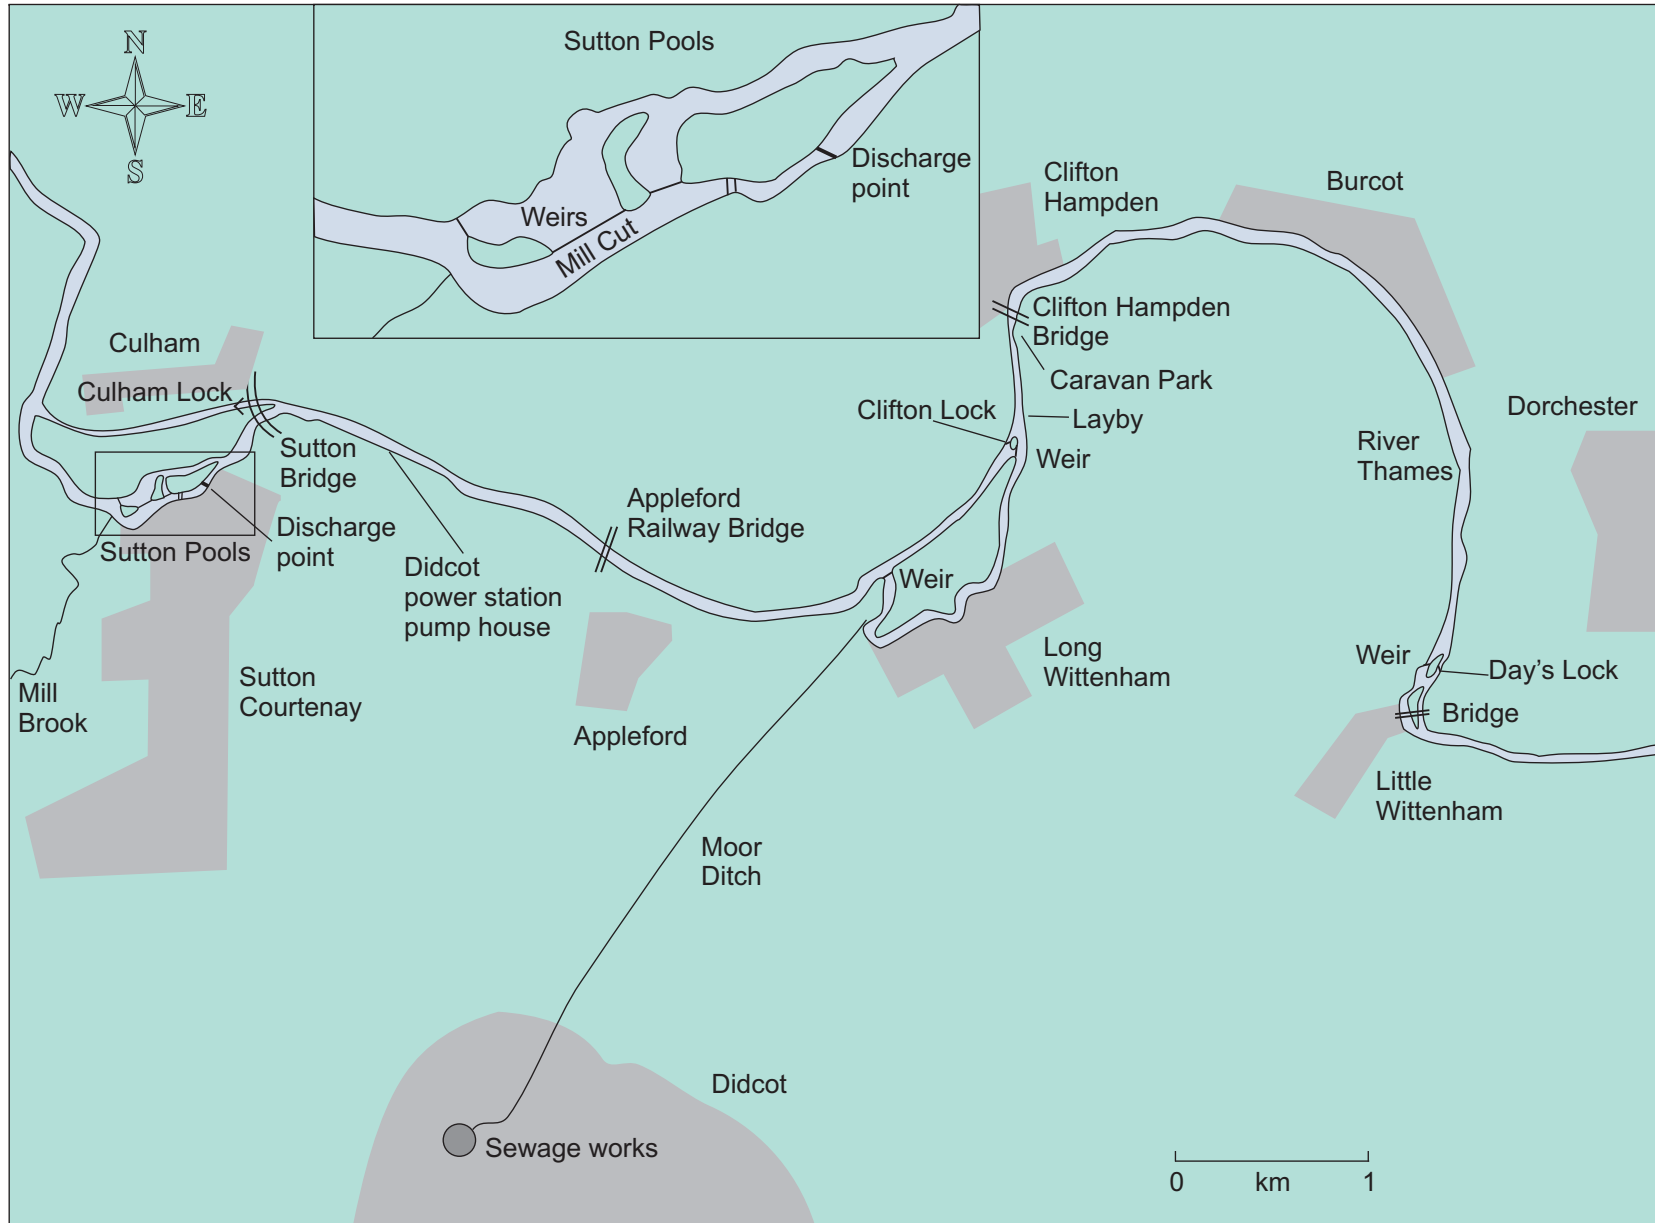 N
W
E
S
Sutton Pools
Weirs
Mill Cut
Discharge
point
Clifton
Hampden
Burcot
Clifton Hampden
Bridge
Caravan Park
Layby
Clifton Lock
Weir
Dorchester
River
Thames
Culham
Culham Lock
Sutton
Bridge
Discharge
point
Sutton Pools
Appleford
Railway Bridge
Didcot
power station
pump house
Weir
Long
Wittenham
Weir
Day's Lock
Bridge
Little
Wittenham
Mill
Brook
Sutton
Courtenay
Appleford
Moor
Ditch
Didcot
Sewage works
0 km 1